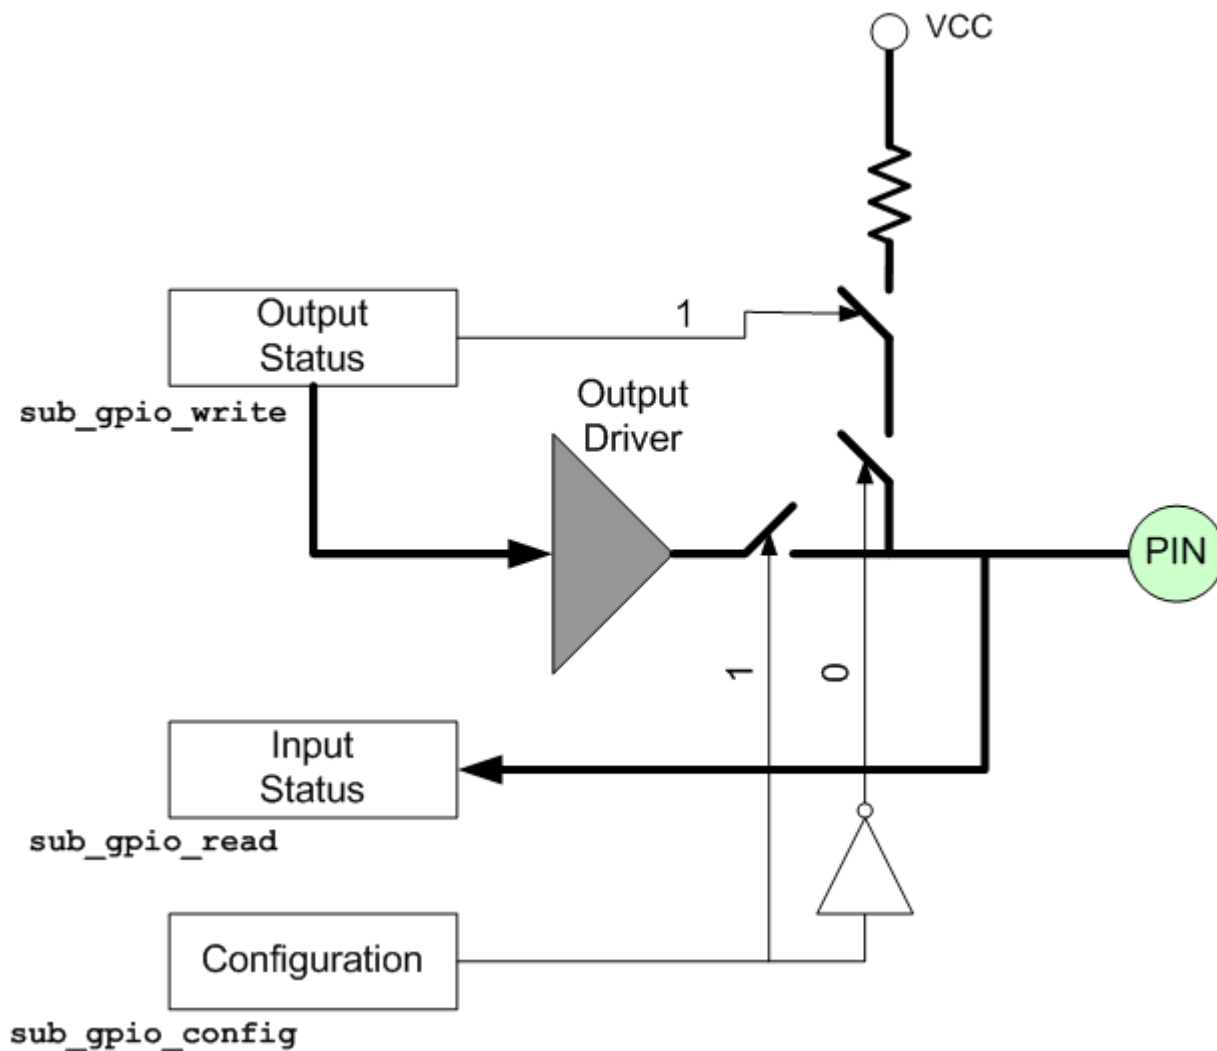 VCC
Output
Status
1
sub_gpio_write
Output
Driver
PIN
1
0
Input
Status
sub_gpio_read
Configuration
sub_gpio_config